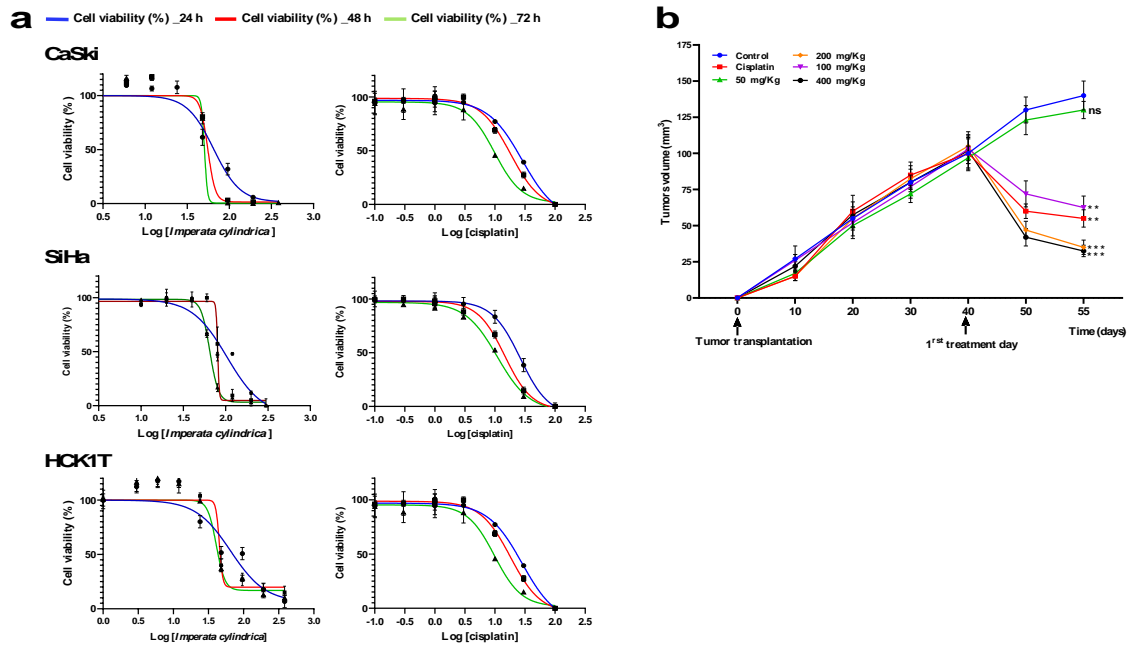 a
Cell viability (%) _24 h
Cell viability (%) _48 h
Cell viability (%) _72 h
CaSki
Cell viability (%)
100
50
0
0.5 1.0 1.5 2.0 2.5 3.0
Log [Imperata cylindrica]
Cell viability (%)
100
50
0
-1.0 -0.5 0.0 0.5 1.0 1.5 2.0 2.5
Log [cisplatin]
SiHa
Cell viability (%)
100
50
0
0.5 1.0 1.5 2.0 2.5 3.0
Log [Imperata cylindrica]
Cell viability (%)
100
50
0
-1.0 -0.5 0.0 0.5 1.0 1.5 2.0 2.5
Log [cisplatin]
HCK1T
Cell viability (%)
100
50
0
0.0 0.5 1.0 1.5 2.0 2.5 3.0
Log [Imperata cylindrica]
Cell viability (%)
100
50
0
-1.0 -0.5 0.0 0.5 1.0 1.5 2.0 2.5
Log [cisplatin]
b
Tumors volume (mm³)
175
150
125
100
75
50
25
0
Control
Cisplatin
50 mg/Kg
200 mg/Kg
100 mg/Kg
400 mg/Kg
ns
**
**
***
***
0 10 20 30 40 50 55
Time (days)
Tumor transplantation
1ʳˢᵗ treatment day